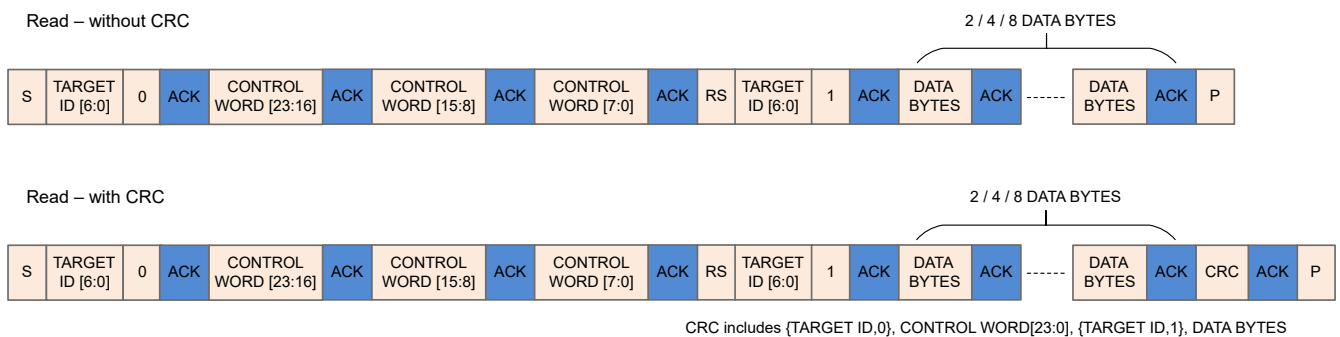 Read – without CRC
2 / 4 / 8 DATA BYTES
S TARGET ID [6:0] 0 ACK CONTROL WORD [23:16] ACK CONTROL WORD [15:8] ACK CONTROL WORD [7:0] ACK RS TARGET ID [6:0] 1 ACK DATA BYTES ACK ------ DATA BYTES ACK P
Read – with CRC
2 / 4 / 8 DATA BYTES
S TARGET ID [6:0] 0 ACK CONTROL WORD [23:16] ACK CONTROL WORD [15:8] ACK CONTROL WORD [7:0] ACK RS TARGET ID [6:0] 1 ACK DATA BYTES ACK ------ DATA BYTES ACK CRC ACK P
CRC includes {TARGET ID,0}, CONTROL WORD[23:0], {TARGET ID,1}, DATA BYTES